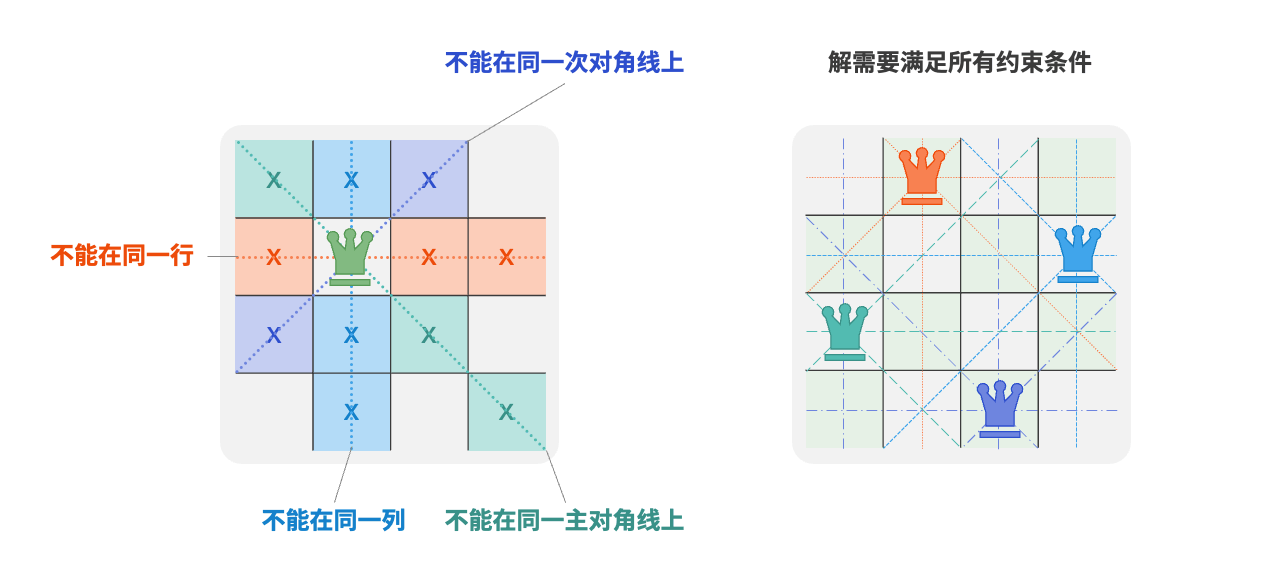 不能在同一次对角线上
解需要满足所有约束条件
X X X
不能在同一行
X X X
X X X
X X
不能在同一列
不能在同一主对角线上